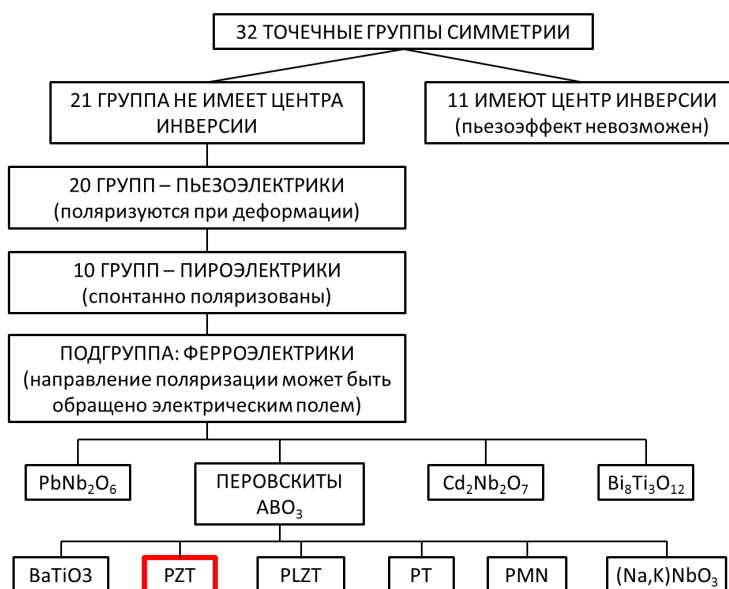 32 ТОЧЕЧНЫЕ ГРУППЫ СИММЕТРИИ
21 ГРУППА НЕ ИМЕЕТ ЦЕНТРА
ИНВЕРСИИ
11 ИМЕЮТ ЦЕНТР ИНВЕРСИИ
(пьезоэффект невозможен)
20 ГРУПП – ПЬЕЗОЭЛЕКТРИКИ
(поляризуются при деформации)
10 ГРУПП – ПИРОЭЛЕКТРИКИ
(спонтанно поляризованы)
ПОДГРУППА: ФЕРРОЭЛЕКТРИКИ
(направление поляризации может быть
обращено электрическим полем)
PbNb₂O₆
ПЕРОВСКИТЫ
ABO₃
Cd₂Nb₂O₇
Bi₈Ti₃O₁₂
BaTiO3
PZT
PLZT
PT
PMN
(Na,K)NbO₃